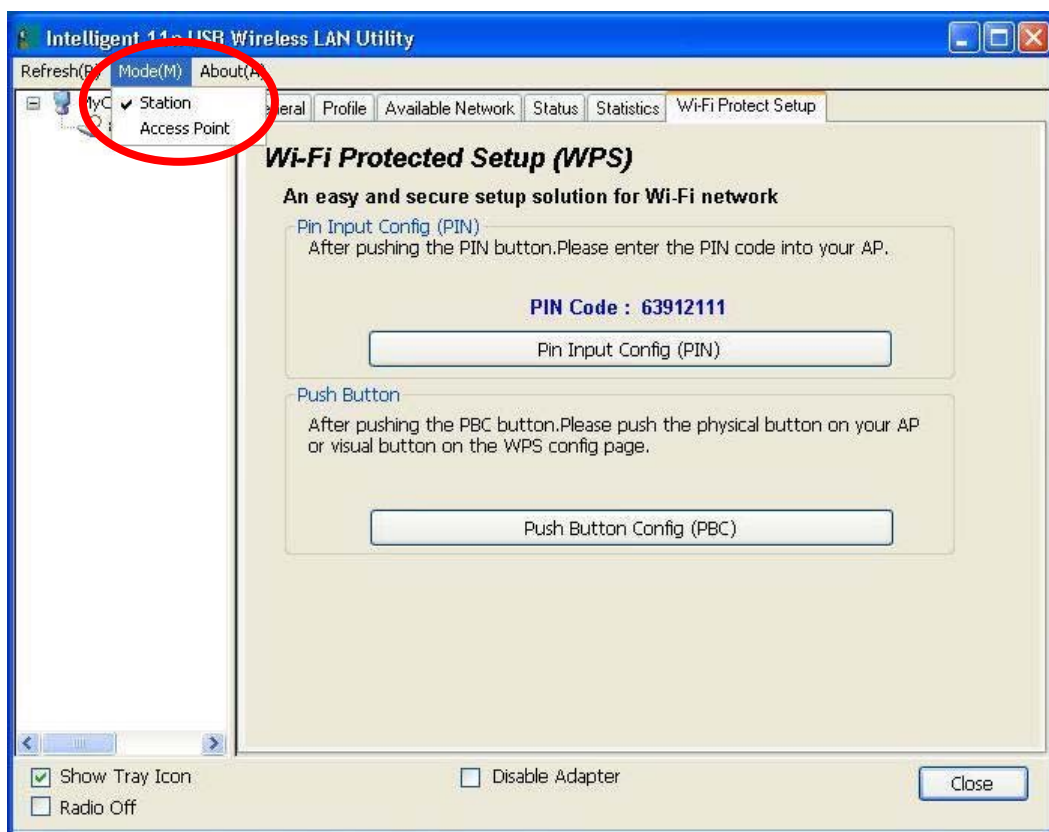 Intelligent 11n USB Wireless LAN Utility
Refresh(R) Mode(M) About(A)
Station
Access Point
MyC
eral Profile Available Network Status Statistics Wi-Fi Protect Setup
Wi-Fi Protected Setup (WPS)
An easy and secure setup solution for Wi-Fi network
Pin Input Config (PIN)
After pushing the PIN button.Please enter the PIN code into your AP.
PIN Code : 63912111
Pin Input Config (PIN)
Push Button
After pushing the PBC button.Please push the physical button on your AP
or visual button on the WPS config page.
Push Button Config (PBC)
Show Tray Icon
Disable Adapter
Close
Radio Off